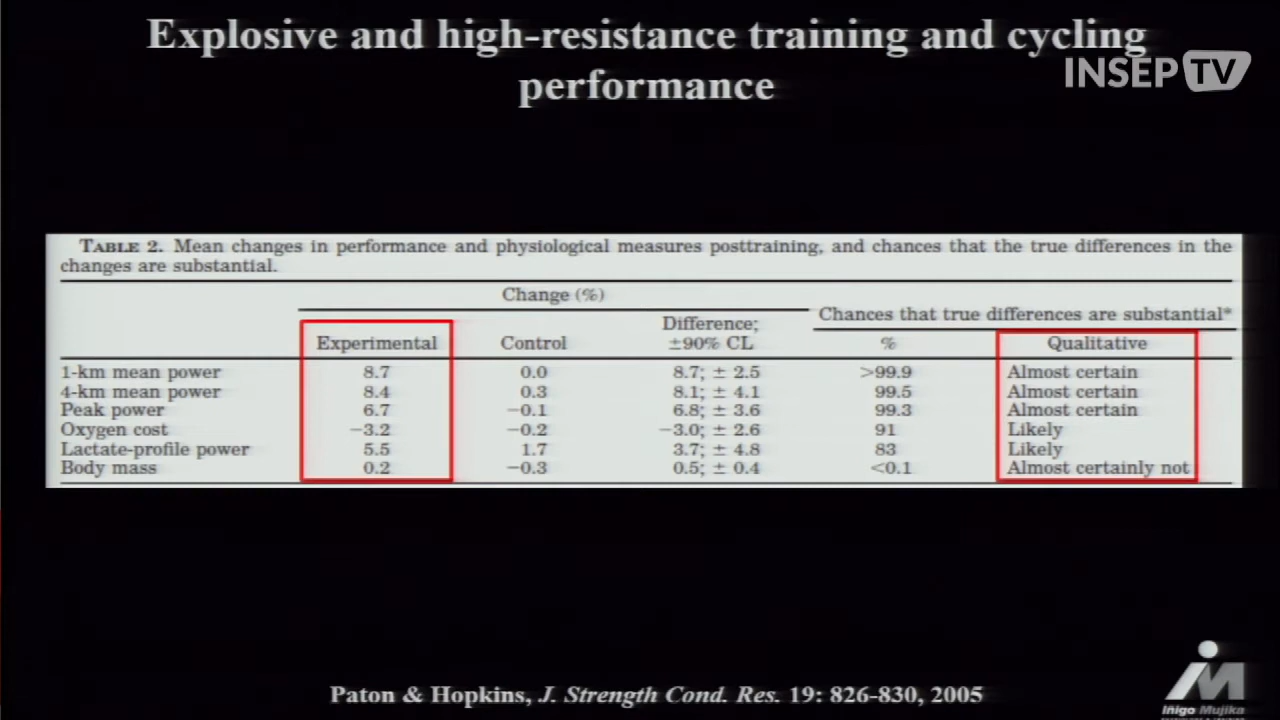 Explosive and high-resistance training and cycling
performance
INSEP TV
TABLE 2. Mean changes in performance and physiological measures posttraining, and chances that the true differences in the
changes are substantial.
Change (%)
Chances that true differences are substantial*
Experimental Control Difference; ±90% CL % Qualitative
1-km mean power 8.7 0.0 8.7; ± 2.5 >99.9 Almost certain
4-km mean power 8.4 0.3 8.1; ± 4.1 99.5 Almost certain
Peak power 6.7 −0.1 6.8; ± 3.6 99.3 Almost certain
Oxygen cost −3.2 −0.2 −3.0; ± 2.6 91 Likely
Lactate-profile power 5.5 1.7 3.7; ± 4.8 83 Likely
Body mass 0.2 −0.3 0.5; ± 0.4 <0.1 Almost certainly not
Paton & Hopkins, J. Strength Cond. Res. 19: 826-830, 2005
Iñigo Mujika